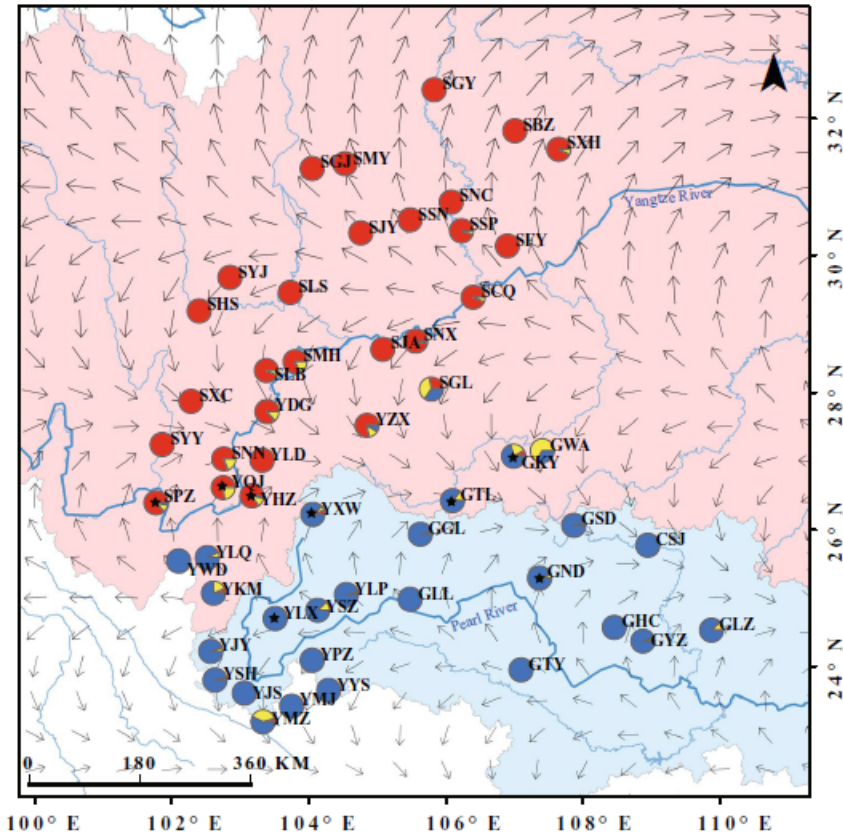 N
SGY
SBZ
SXH
SGJ
SMY
SNC
Yangtze River
SSN
SSP
SJY
SFY
SYJ
SLS
SHS
SCQ
SNX
SJA
SMH
SLB
SGL
SXC
YDG
YZX
SYY
GWA
GKY
SNN
YLD
YQJ
SPZ
YHZ
GTL
YXW
GSD
GGL
CSJ
YLQ
YWD
GND
YKM
YLP
GLL
YSZ
YLX
Pearl River
GHC
GLZ
GYZ
YJY
YPZ
GTY
YSH
YYS
YJS
YMJ
YMZ
0 180 360 KM
32° N
30° N
28° N
26° N
24° N
100° E 102° E 104° E 106° E 108° E 110° E